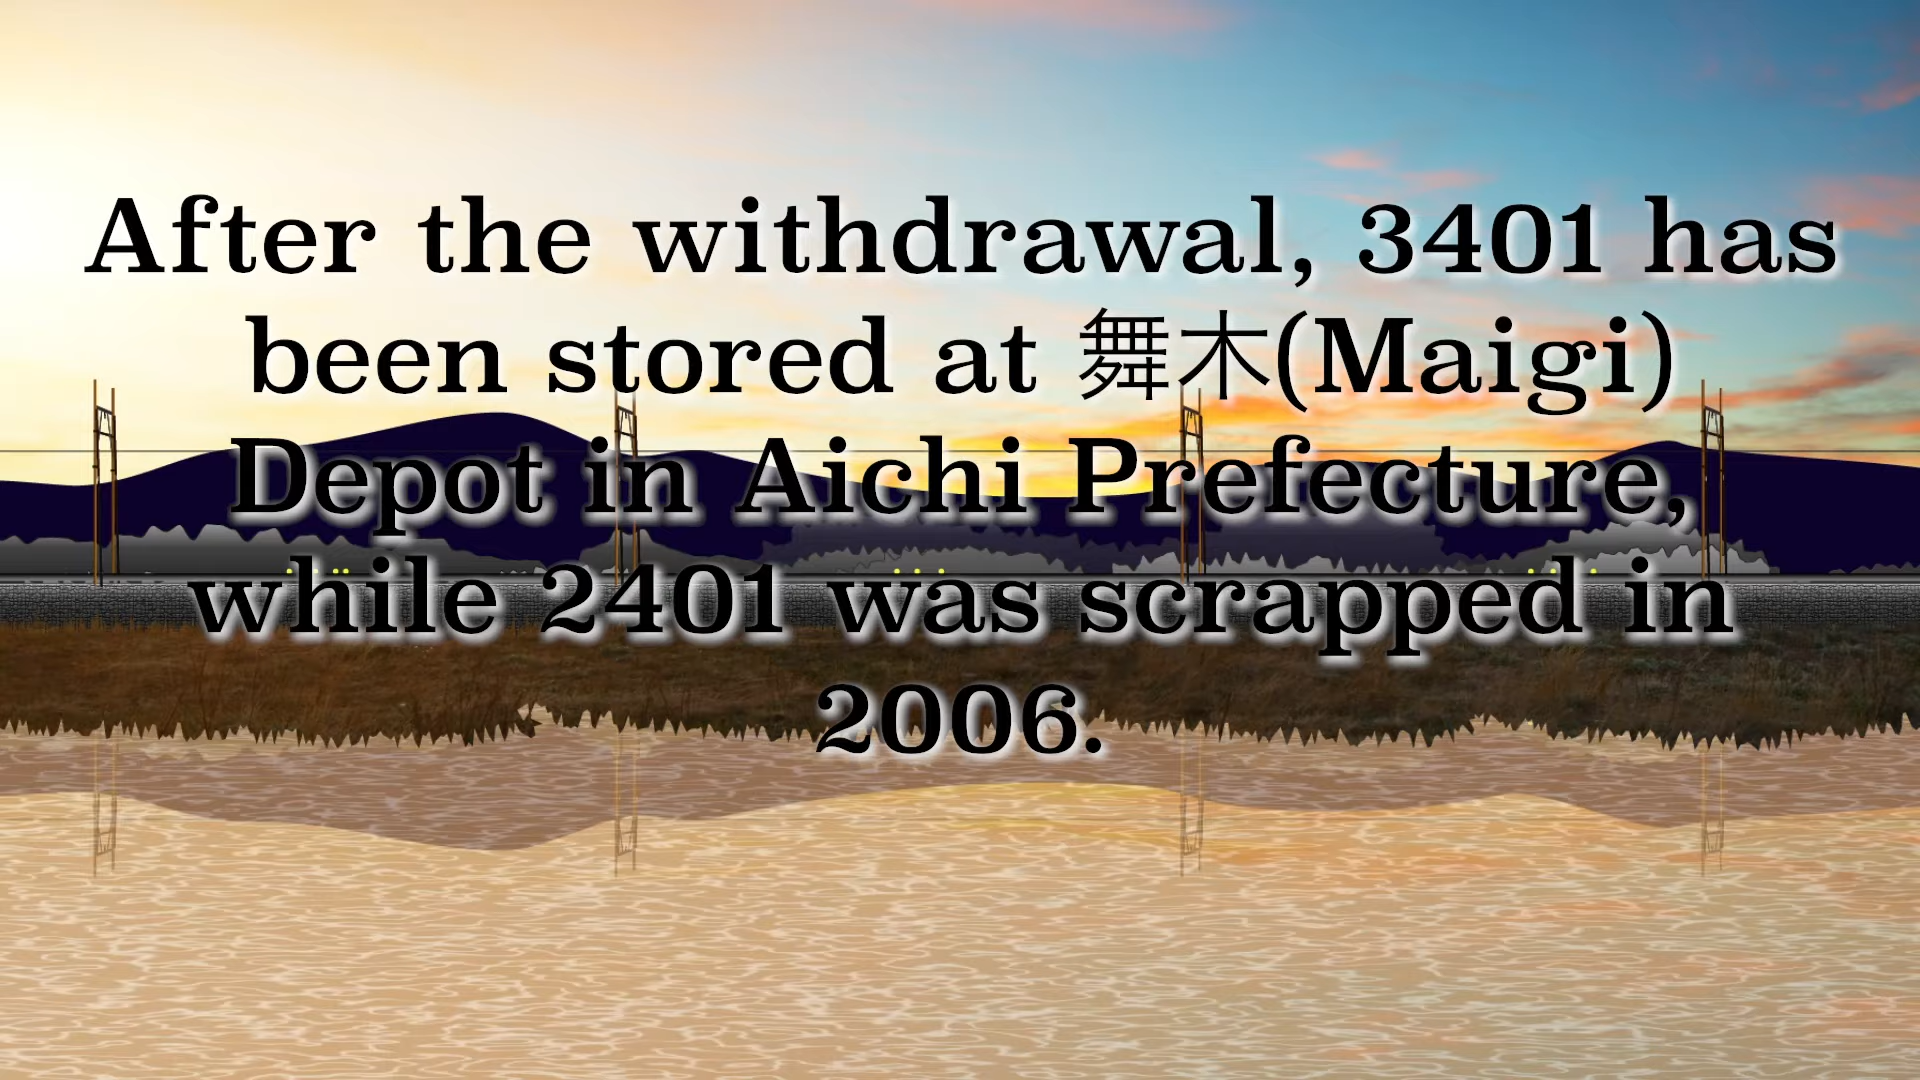 After the withdrawal, 3401 has
been stored at 舞木(Maigi)
Depot in Aichi Prefecture,
while 2401 was scrapped in
2006.